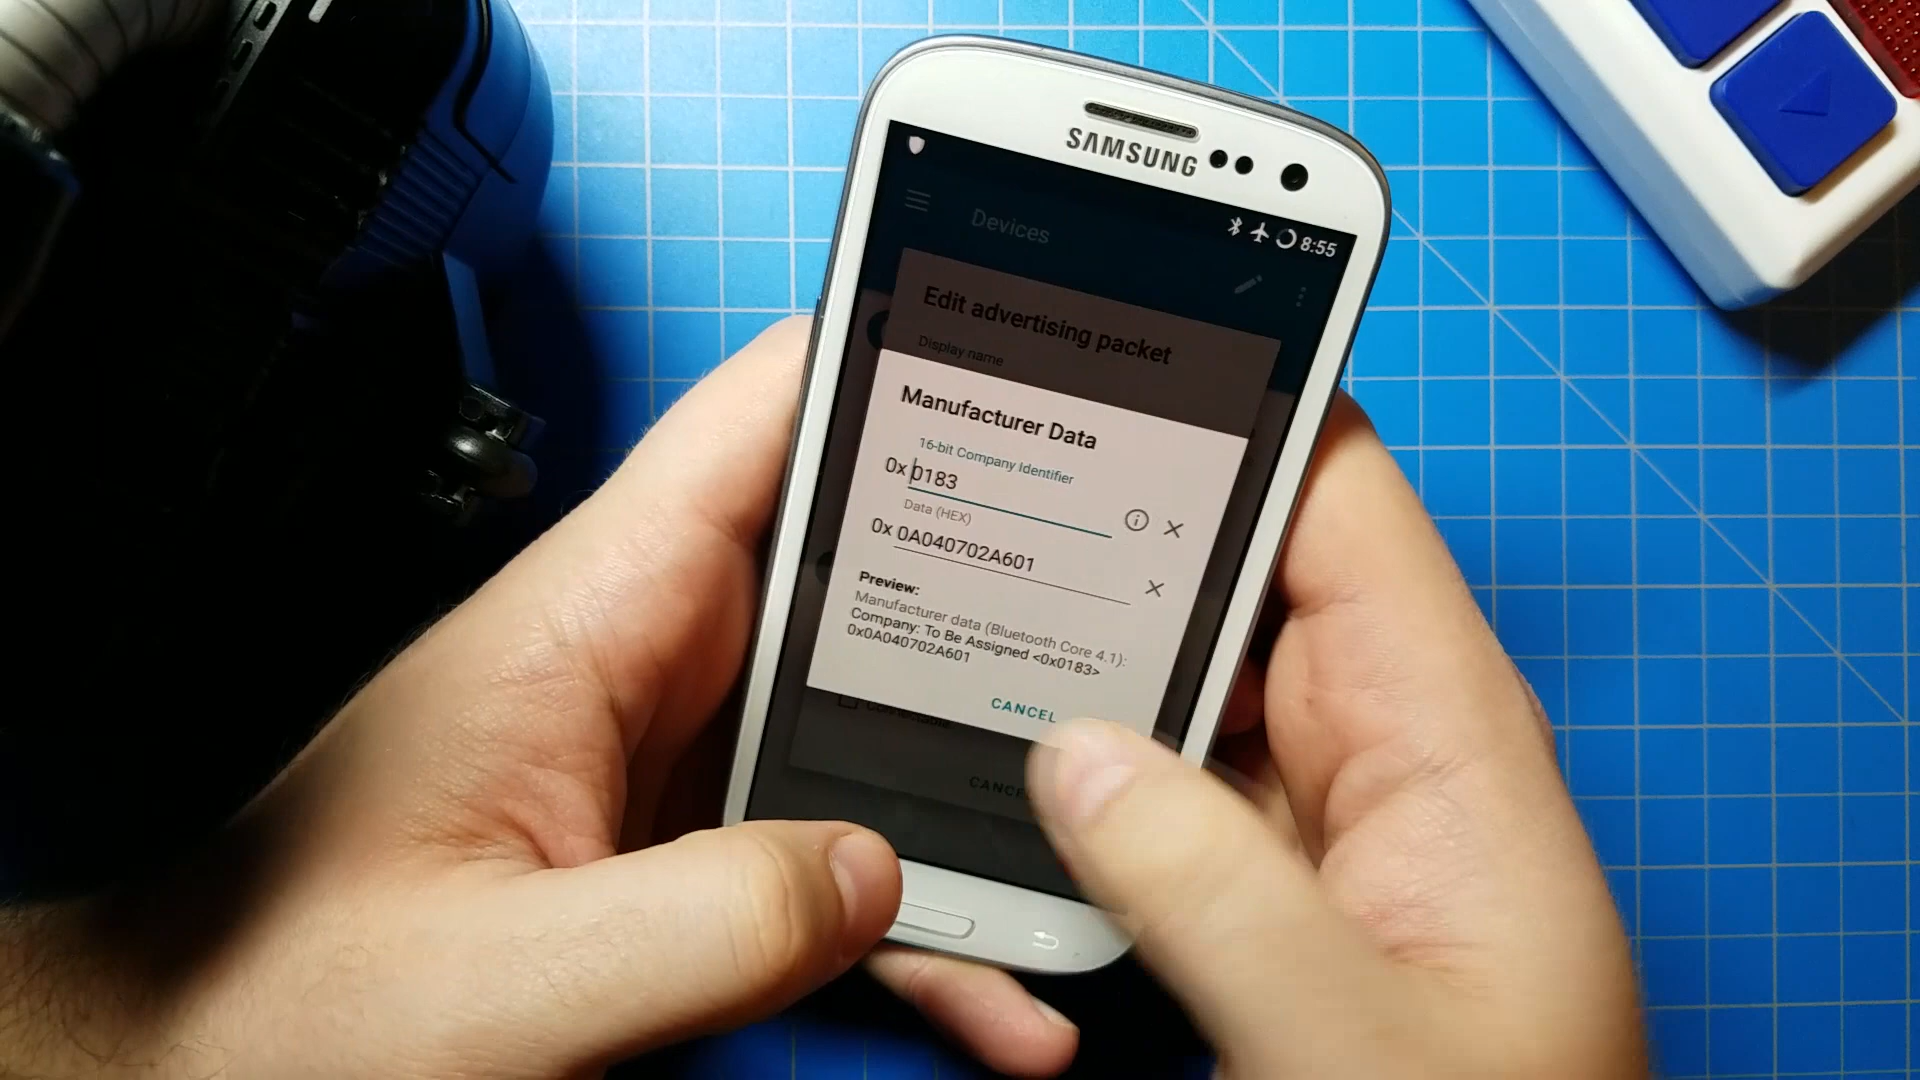 SAMSUNG
8:55
Devices
Edit advertising packet
Display name
Manufacturer Data
16-bit Company Identifier
0x 0183
Data (HEX)
0x 0A040702A601
Preview:
Manufacturer data (Bluetooth Core 4.1):
Company: To Be Assigned <0x0183>
0x0A040702A601
CANCEL
Connectable